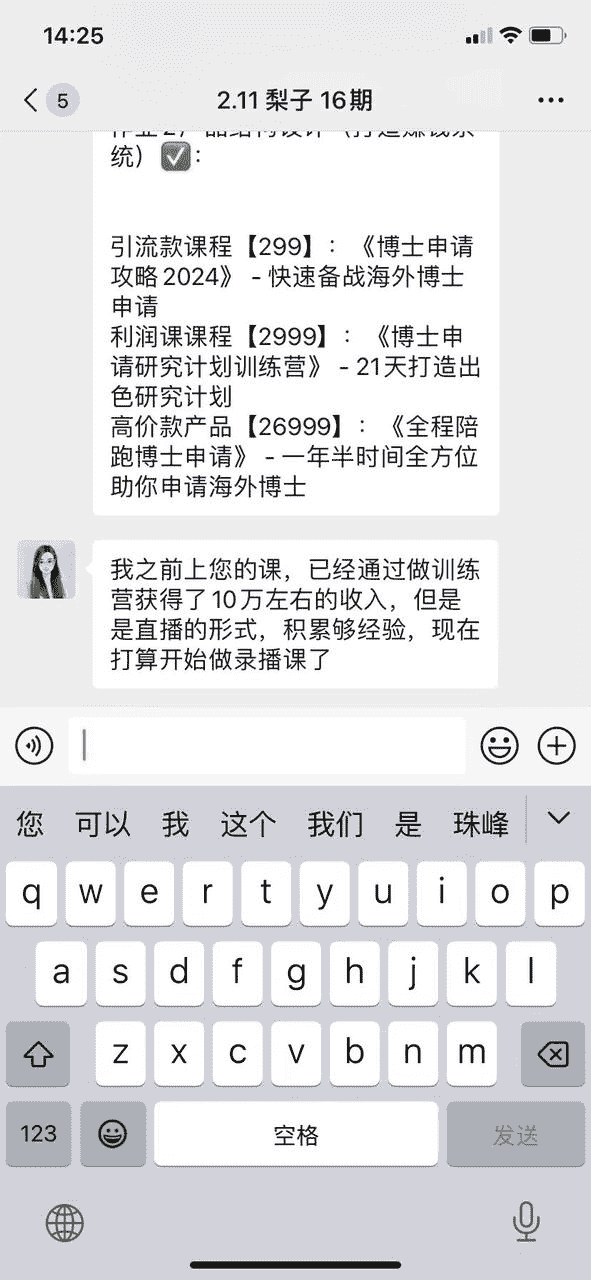 14:25
5
2.11 梨子 16期
统）✅：
引流款课程【299】：《博士申请
攻略2024》 - 快速备战海外博士
申请
利润课课程【2999】：《博士申
请研究计划训练营》 - 21天打造出
色研究计划
高价款产品【26999】：《全程陪
跑博士申请》 - 一年半时间全方位
助你申请海外博士
我之前上您的课，已经通过做训练
营获得了10万左右的收入，但是
是直播的形式，积累够经验，现在
打算开始做录播课了
您 可以 我 这个 我们 是 珠峰
q w e r t y u i o p
a s d f g h j k l
z x c v b n m
123 空格 发送